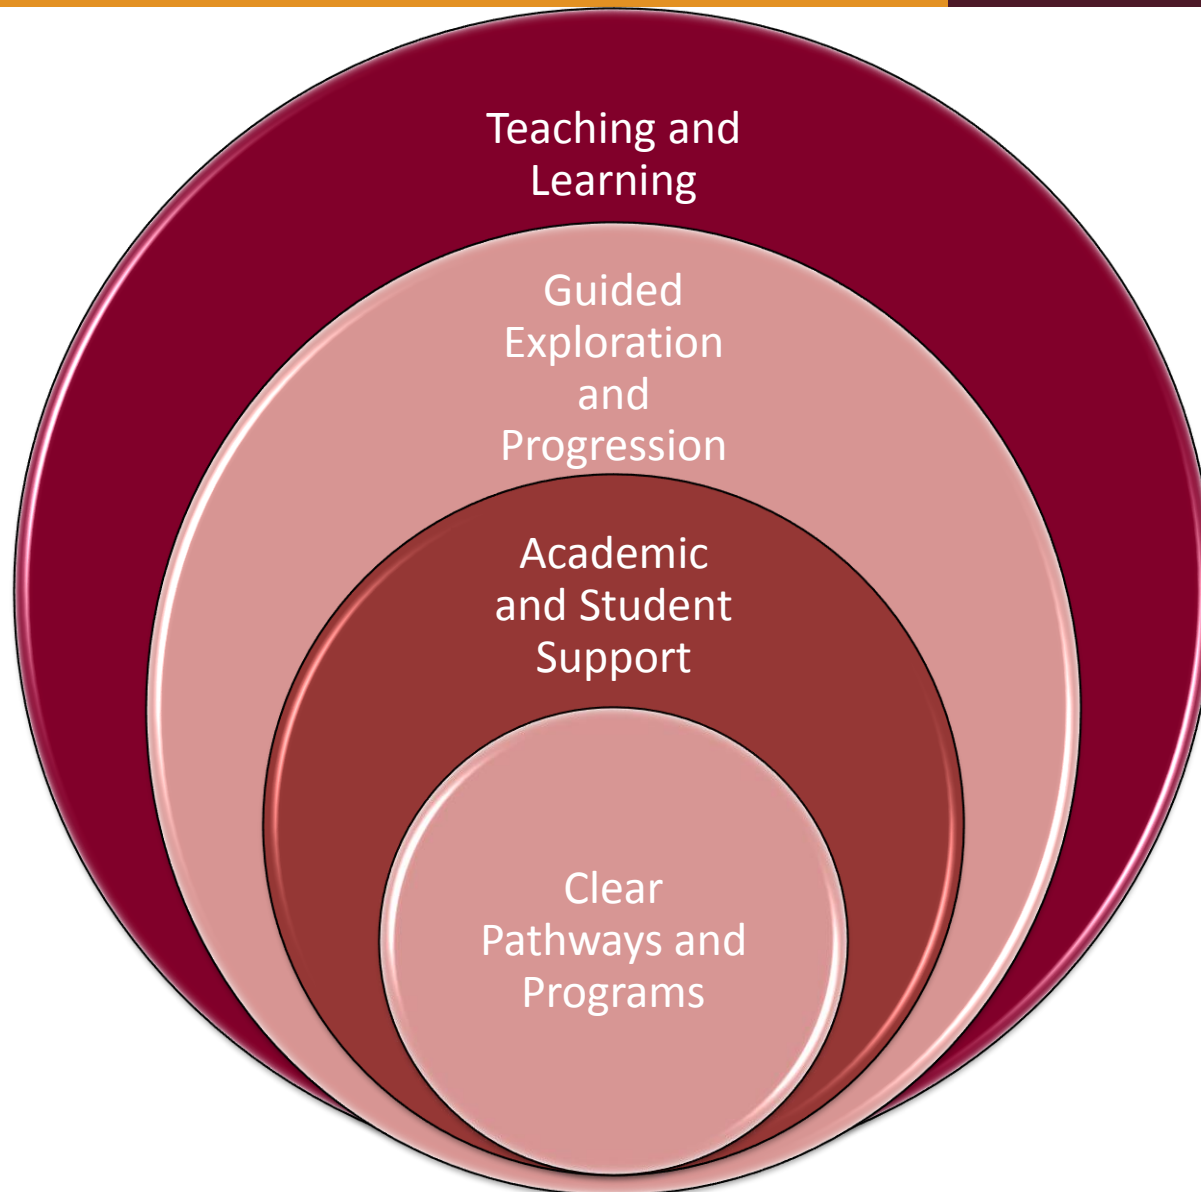 Teaching and
Learning
Guided
Exploration
and
Progression
Academic
and Student
Support
Clear
Pathways and
Programs